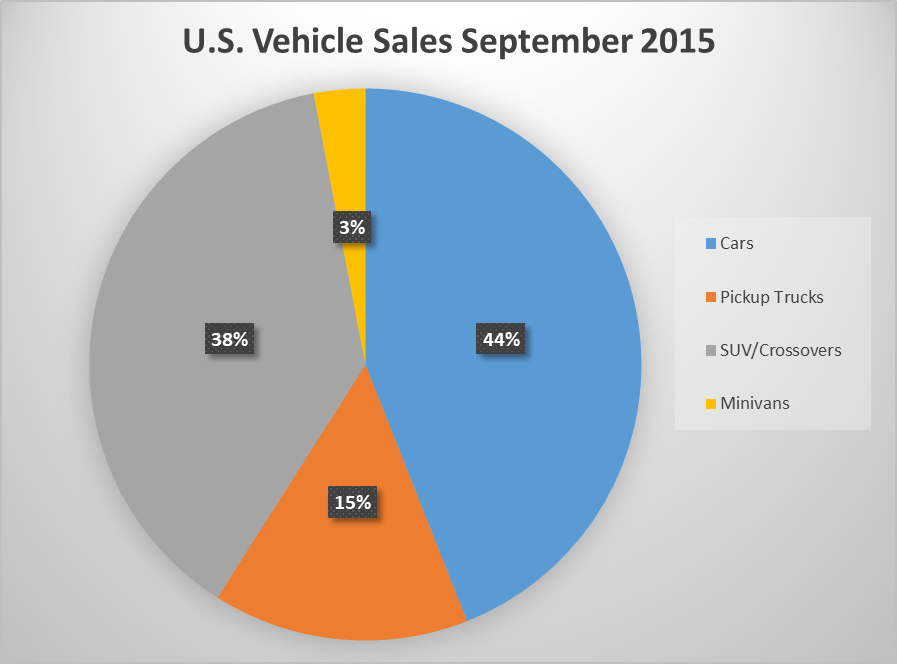 U.S. Vehicle Sales September 2015
3%
38%
44%
15%
Cars
Pickup Trucks
SUV/Crossovers
Minivans